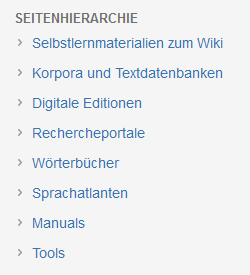 SEITENHIERARCHIE
Selbstlernmaterialien zum Wiki
Korpora und Textdatenbanken
Digitale Editionen
Rechercheportale
Wörterbücher
Sprachatlanten
Manuals
Tools